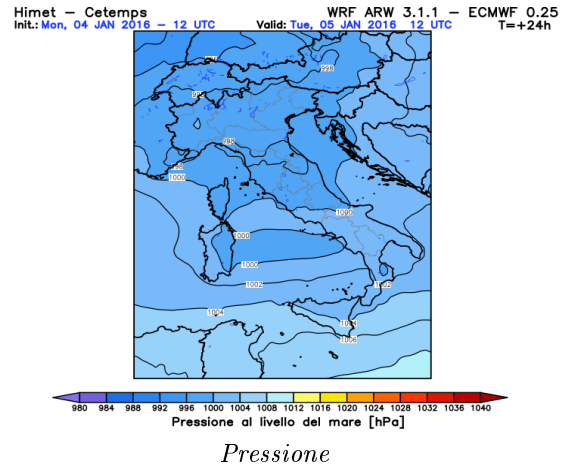 Himet – Cetemps WRF ARW 3.1.1 – ECMWF 0.25
Init.: Mon, 04 JAN 2016 – 12 UTC Valid: Tue, 05 JAN 2016 12 UTC T=+24h
998
998
1000
1000
1000
1000
1002
1002
1004
1004
1006
980 984 988 992 996 1000 1004 1008 1012 1016 1020 1024 1028 1032 1036 1040
Pressione al livello del mare [hPa]
Pressione